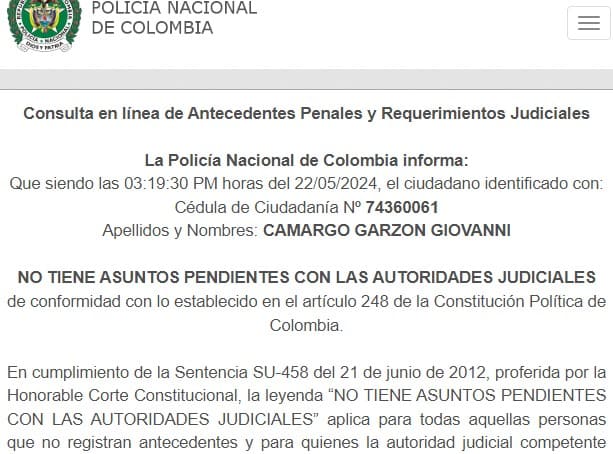 POLICÍA NACIONAL
DE COLOMBIA
Consulta en línea de Antecedentes Penales y Requerimientos Judiciales
La Policía Nacional de Colombia informa:
Que siendo las 03:19:30 PM horas del 22/05/2024, el ciudadano identificado con:
Cédula de Ciudadanía Nº 74360061
Apellidos y Nombres: CAMARGO GARZON GIOVANNI
NO TIENE ASUNTOS PENDIENTES CON LAS AUTORIDADES JUDICIALES
de conformidad con lo establecido en el artículo 248 de la Constitución Política de
Colombia.
En cumplimiento de la Sentencia SU-458 del 21 de junio de 2012, proferida por la
Honorable Corte Constitucional, la leyenda “NO TIENE ASUNTOS PENDIENTES
CON LAS AUTORIDADES JUDICIALES” aplica para todas aquellas personas
que no registran antecedentes y para quienes la autoridad judicial competente